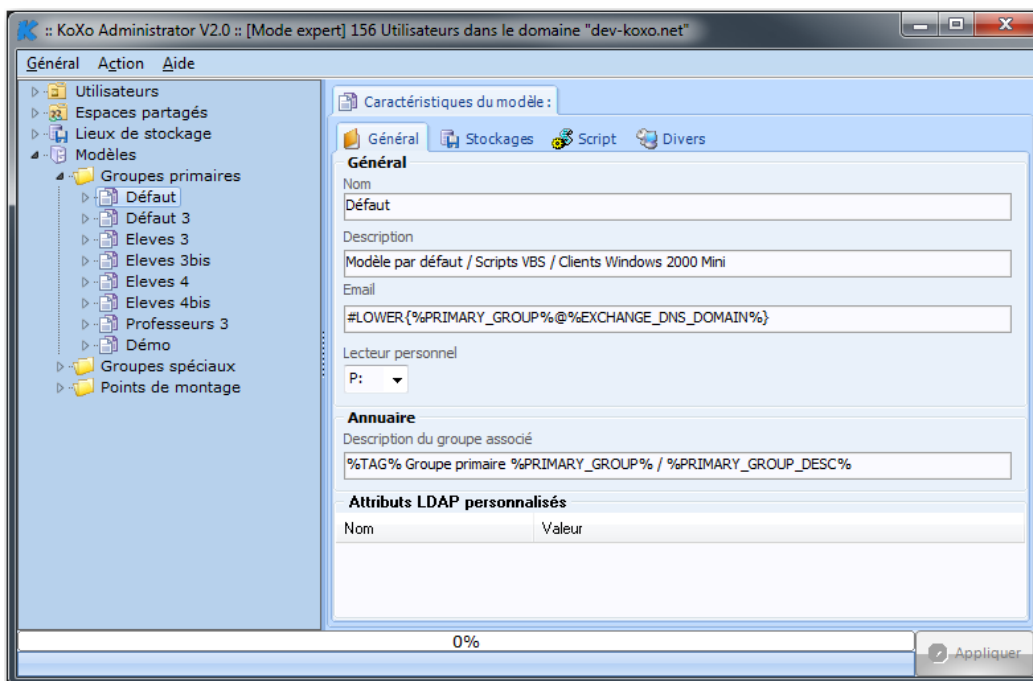 :: KoXo Administrator V2.0 :: [Mode expert] 156 Utilisateurs dans le domaine "dev-koxo.net"
Général Action Aide
Utilisateurs
Espaces partagés
Lieux de stockage
Modèles
Groupes primaires
Défaut
Défaut 3
Eleves 3
Eleves 3bis
Eleves 4
Eleves 4bis
Professeurs 3
Démo
Groupes spéciaux
Points de montage
Caractéristiques du modèle :
Général Stockages Script Divers
Général
Nom
Défaut
Description
Modèle par défaut / Scripts VBS / Clients Windows 2000 Mini
Email
#LOWER{%PRIMARY_GROUP%@%EXCHANGE_DNS_DOMAIN%}
Lecteur personnel
P:
Annuaire
Description du groupe associé
%TAG% Groupe primaire %PRIMARY_GROUP% / %PRIMARY_GROUP_DESC%
Attributs LDAP personnalisés
Nom Valeur
0%
Appliquer